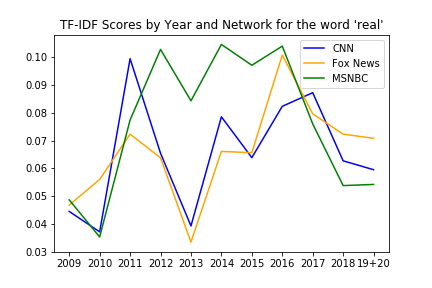 TF-IDF Scores by Year and Network for the word 'real'
CNN
Fox News
MSNBC
0.10
0.09
0.08
0.07
0.06
0.05
0.04
0.03
2009 2010 2011 2012 2013 2014 2015 2016 2017 2018 19+20